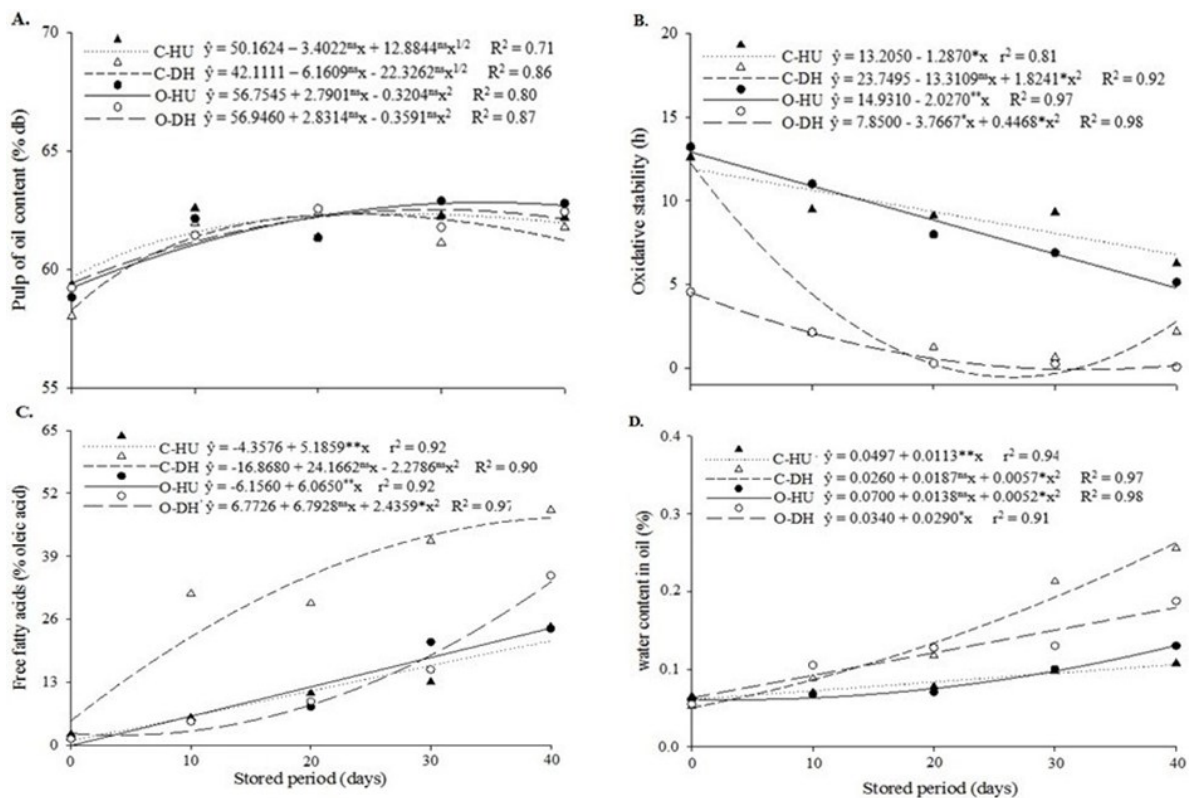 A.
70
65
60
55
Pulp of oil content (% db)
C-HU ŷ = 50.1624 – 3.4022ⁿˢx + 12.8844ⁿˢx¹/² R² = 0.71
C-DH ŷ = 42.1111 – 6.1609ⁿˢx - 22.3262ⁿˢx¹/² R² = 0.86
O-HU ŷ = 56.7545 + 2.7901ⁿˢx - 0.3204ⁿˢx² R² = 0.80
O-DH ŷ = 56.9460 + 2.8314ⁿˢx - 0.3591ⁿˢx² R² = 0.87
B.
20
15
10
5
0
Oxidative stability (h)
C-HU ŷ = 13.2050 - 1.2870*x r² = 0.81
C-DH ŷ = 23.7495 - 13.3109ⁿˢx + 1.8241*x² R² = 0.92
O-HU ŷ = 14.9310 - 2.0270**x R² = 0.97
O-DH ŷ = 7.8500 - 3.7667*x + 0.4468*x² R² = 0.98
C.
65
52
39
26
13
0
Free fatty acids (% oleic acid)
C-HU ŷ = -4.3576 + 5.1859**x r² = 0.92
C-DH ŷ = -16.8680 + 24.1662ⁿˢx - 2.2786ⁿˢx² R² = 0.90
O-HU ŷ = -6.1560 + 6.0650**x r² = 0.92
O-DH ŷ = 6.7726 + 6.7928ⁿˢx + 2.4359*x² R² = 0.97
0 10 20 30 40
Stored period (days)
D.
0.4
0.3
0.2
0.1
0.0
water content in oil (%)
C-HU ŷ = 0.0497 + 0.0113**x r² = 0.94
C-DH ŷ = 0.0260 + 0.0187ⁿˢx + 0.0057*x² R² = 0.97
O-HU ŷ = 0.0700 + 0.0138ⁿˢx + 0.0052*x² R² = 0.98
O-DH ŷ = 0.0340 + 0.0290*x r² = 0.91
0 10 20 30 40
Stored period (days)